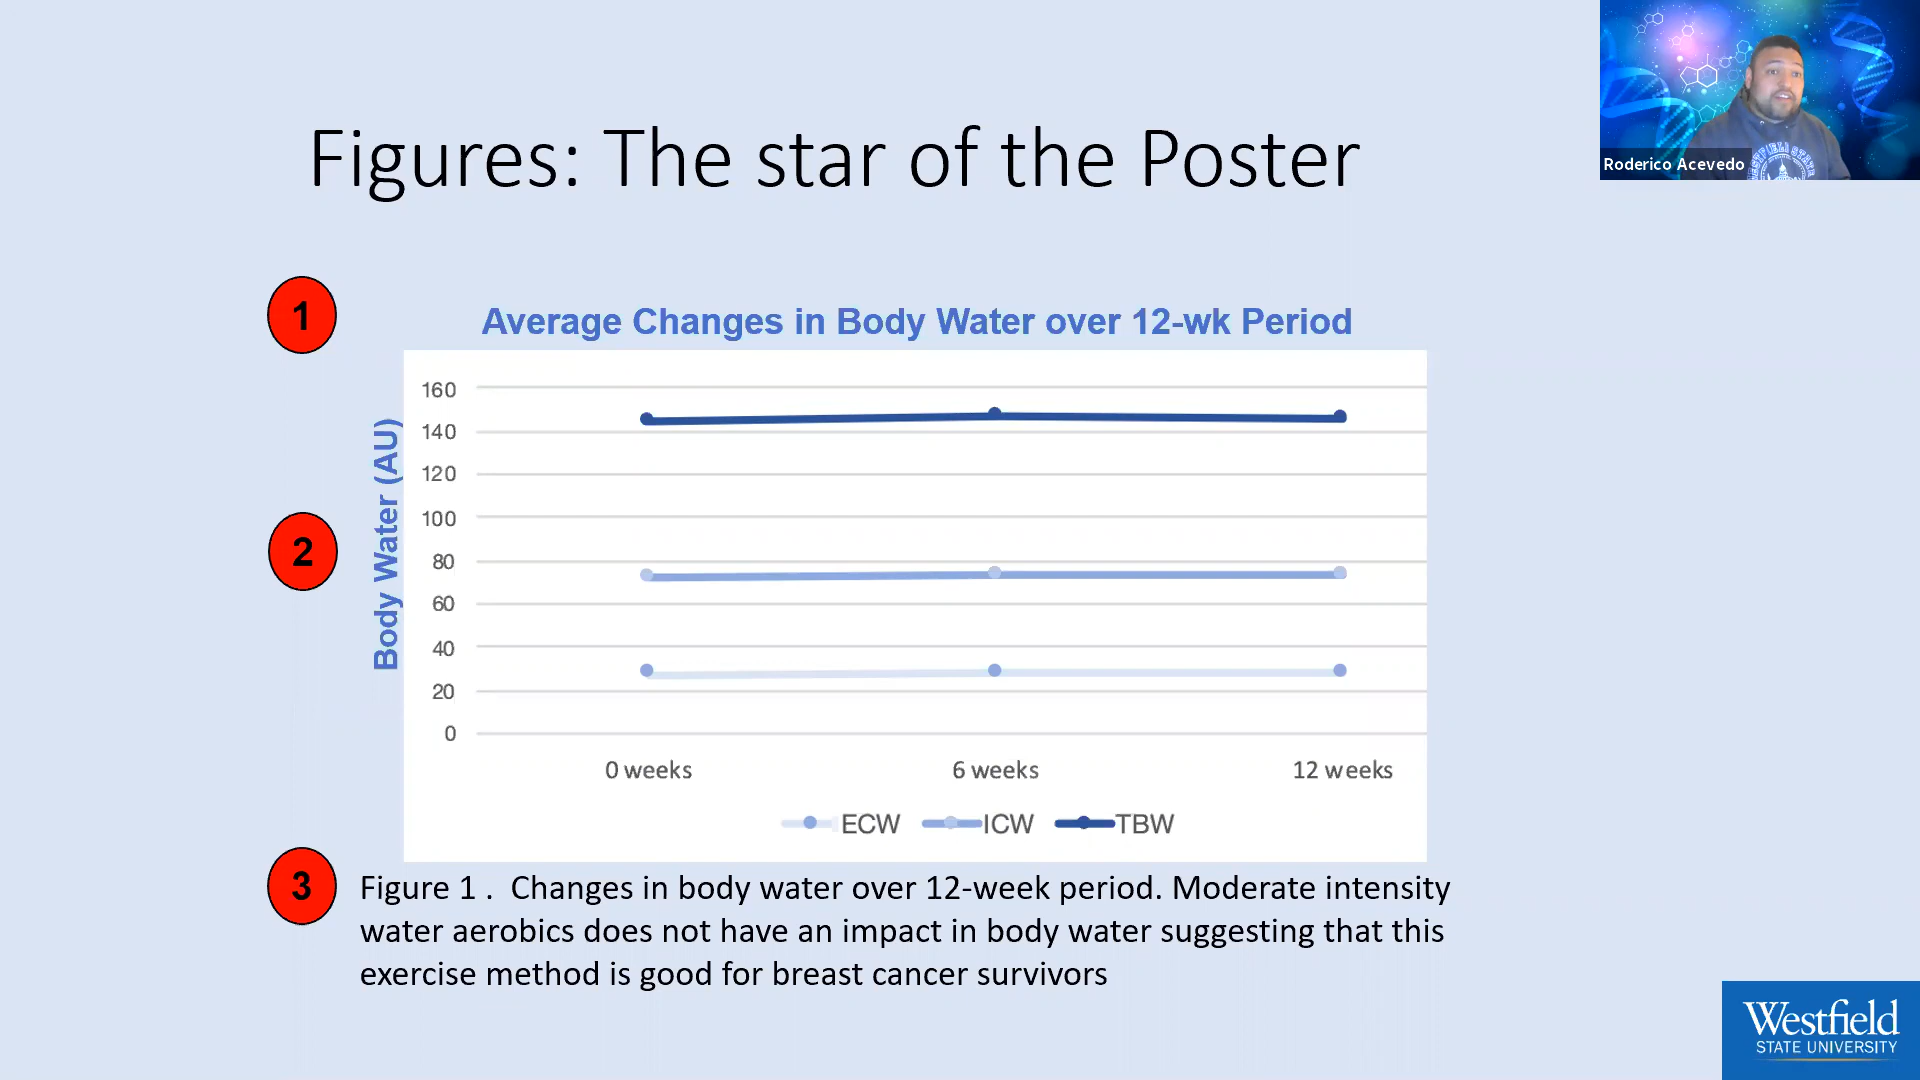 Figures: The star of the Poster
Roderico Acevedo
1
Average Changes in Body Water over 12-wk Period
160
140
120
100
80
60
40
20
0
Body Water (AU)
2
0 weeks 6 weeks 12 weeks
ECW ICW TBW
3
Figure 1 . Changes in body water over 12-week period. Moderate intensity
water aerobics does not have an impact in body water suggesting that this
exercise method is good for breast cancer survivors
Westfield
STATE UNIVERSITY